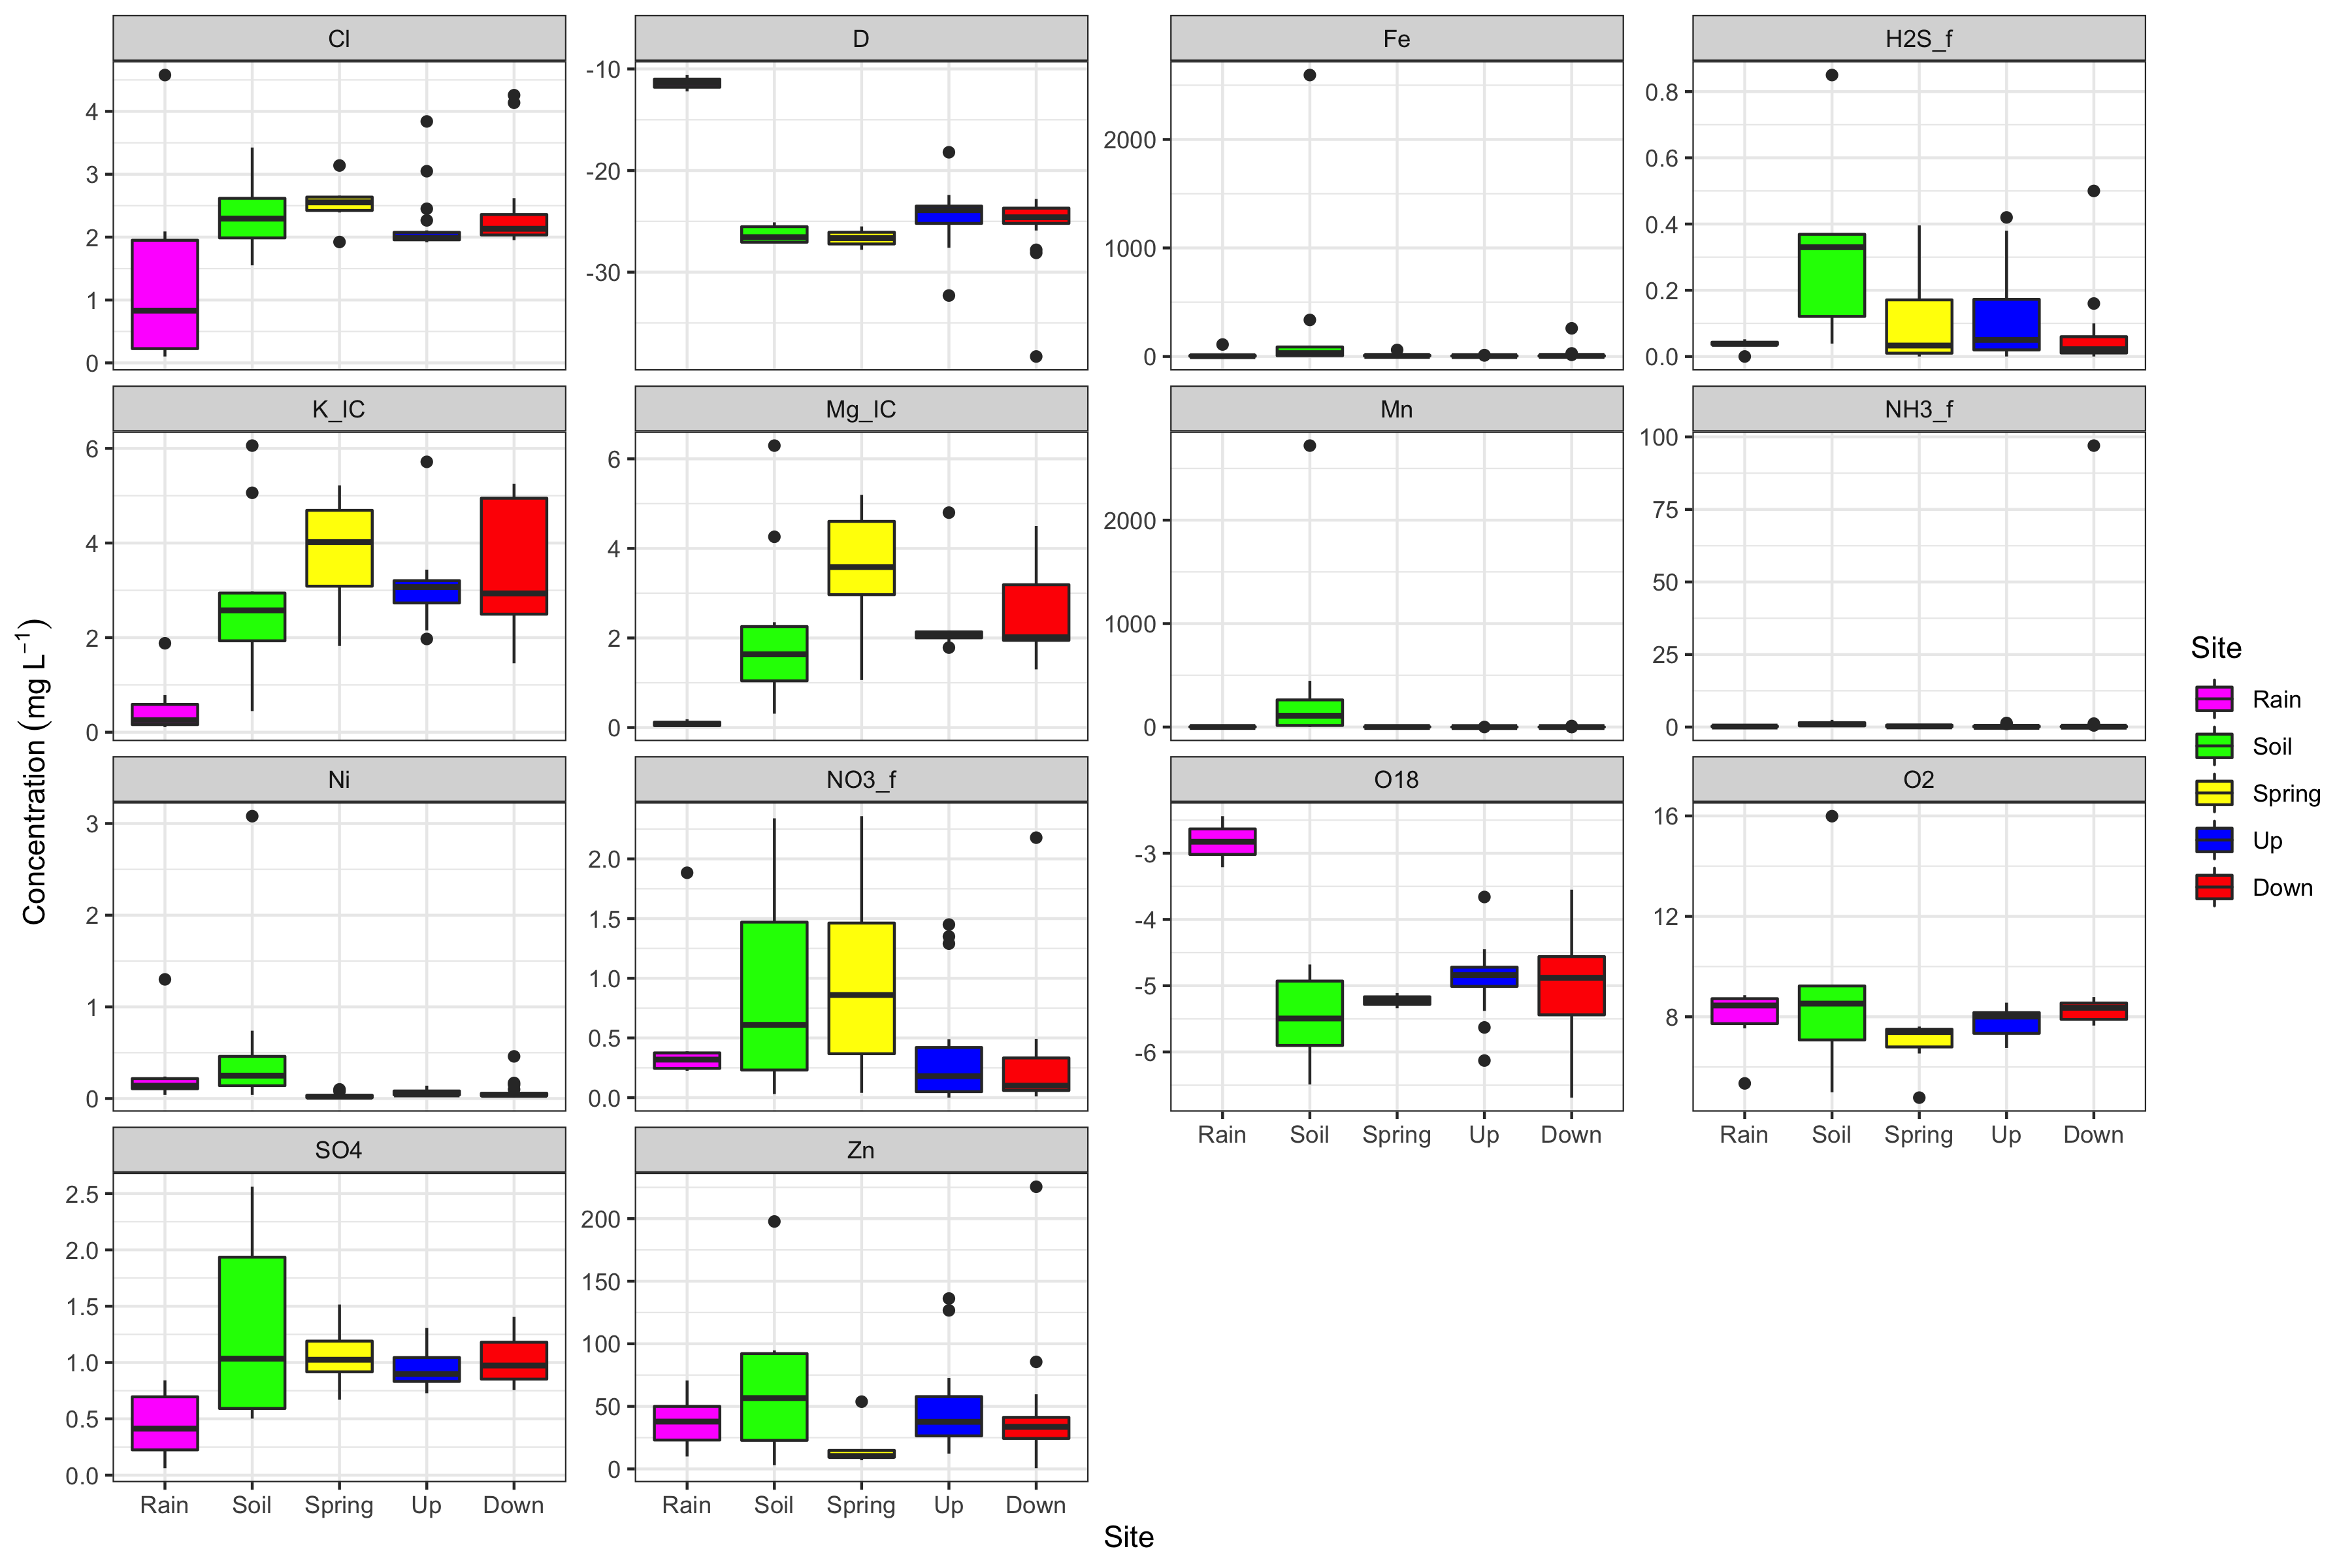 Cl D Fe H2S_f
4 3 2 1 0
-10 -20 -30
2000 1000 0
0.8 0.6 0.4 0.2 0.0
K_IC Mg_IC Mn NH3_f
6 4 2 0
6 4 2 0
2000 1000 0
100 75 50 25 0
Ni NO3_f O18 O2
3 2 1 0
2.0 1.5 1.0 0.5 0.0
-3 -4 -5 -6
16 12 8
Rain Soil Spring Up Down
Rain Soil Spring Up Down
SO4 Zn
2.5 2.0 1.5 1.0 0.5 0.0
200 150 100 50 0
Rain Soil Spring Up Down
Rain Soil Spring Up Down
Site
Concentration (mg L⁻¹)
Site
Rain
Soil
Spring
Up
Down